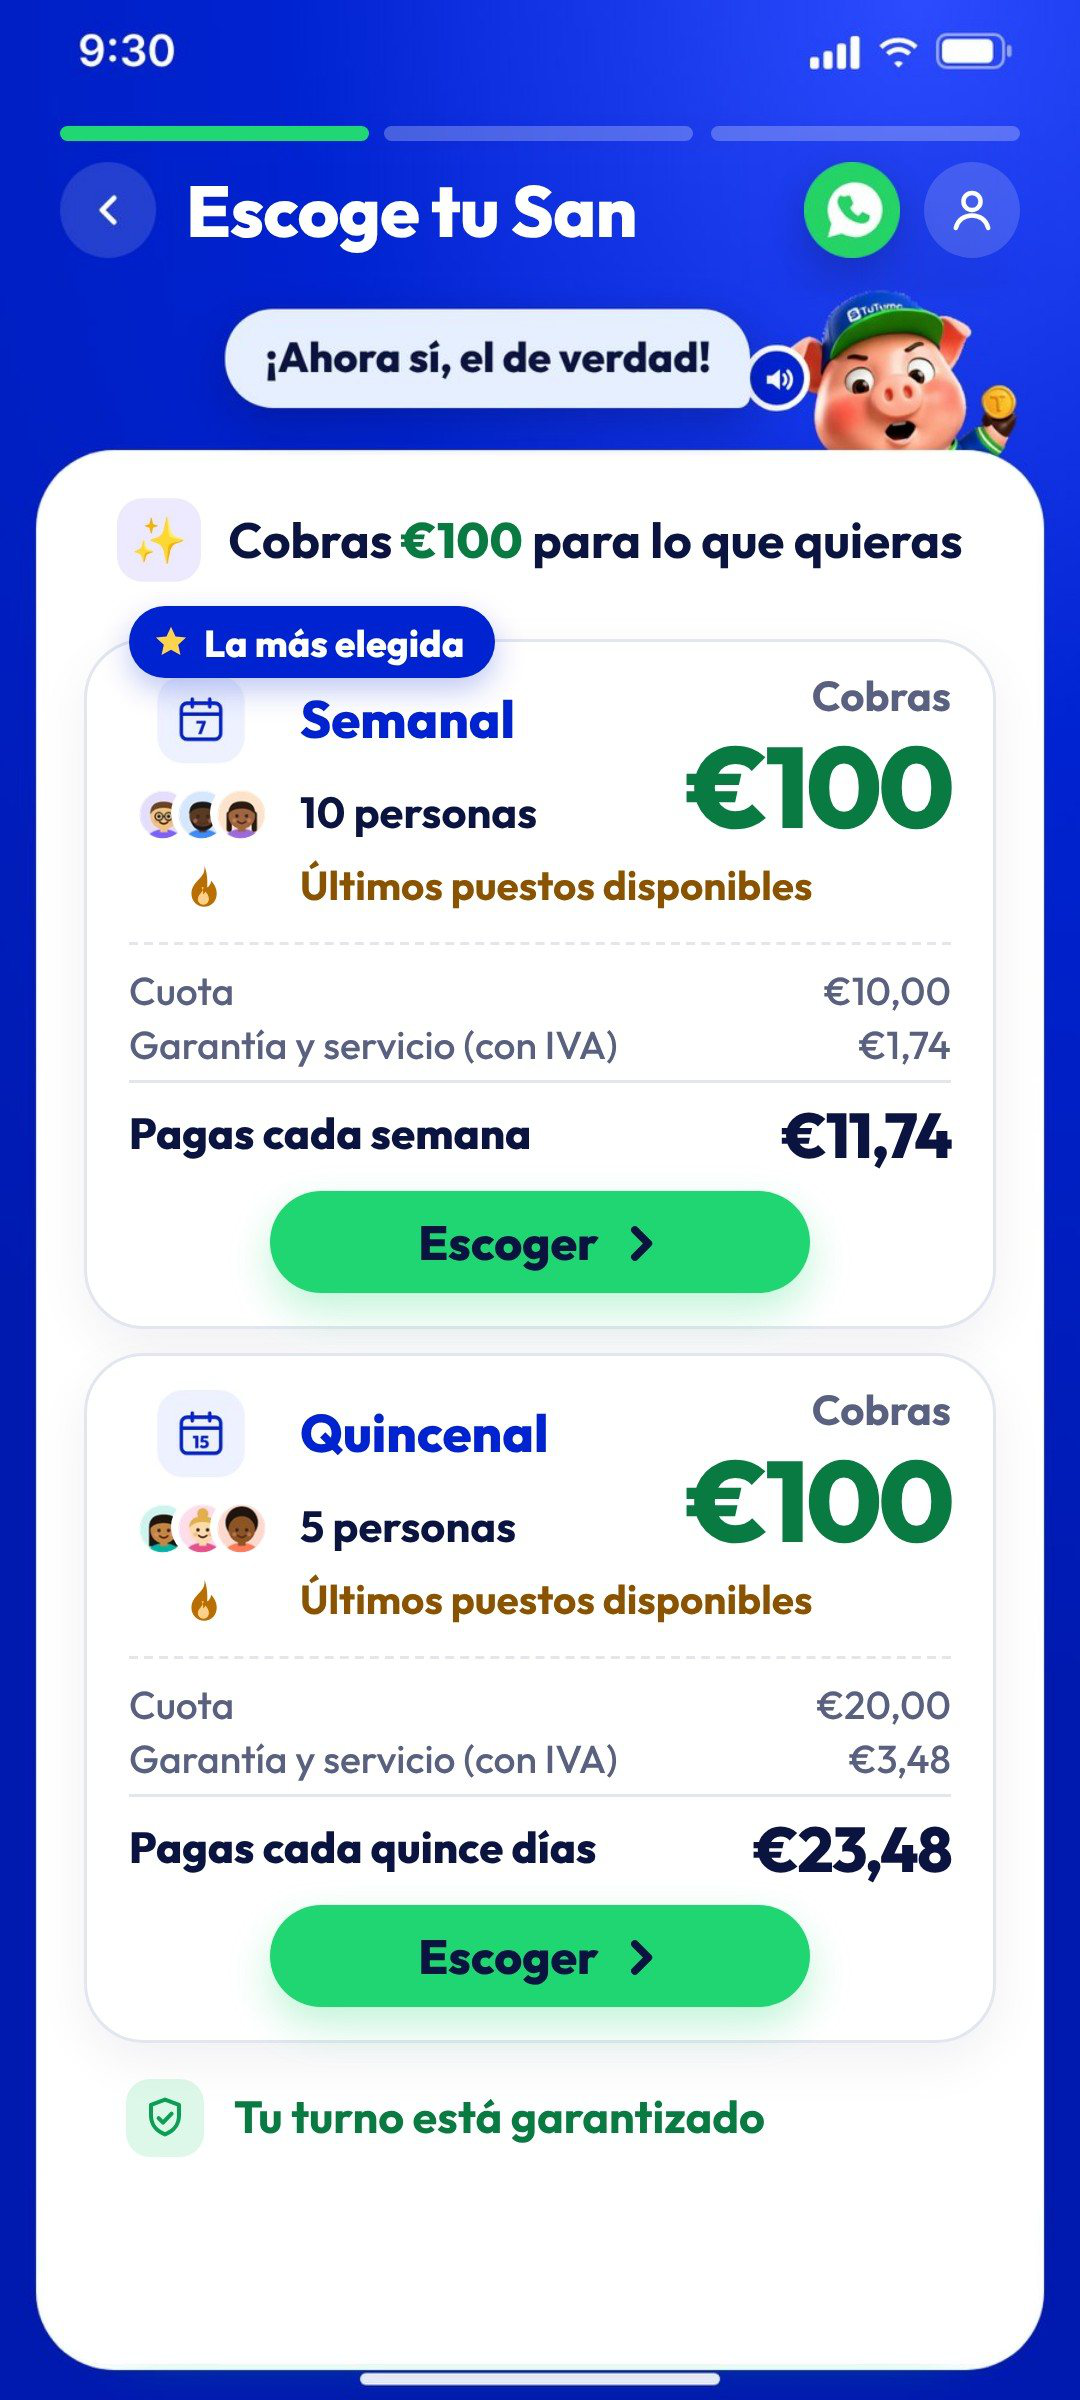 9:30
Escoge tu San
TuTurno
¡Ahora sí, el de verdad!
Cobras €100 para lo que quieras
La más elegida
7
Semanal
Cobras
€100
10 personas
Últimos puestos disponibles
Cuota €10,00
Garantía y servicio (con IVA) €1,74
Pagas cada semana €11,74
Escoger
15
Quincenal
Cobras
€100
5 personas
Últimos puestos disponibles
Cuota €20,00
Garantía y servicio (con IVA) €3,48
Pagas cada quince días €23,48
Escoger
Tu turno está garantizado